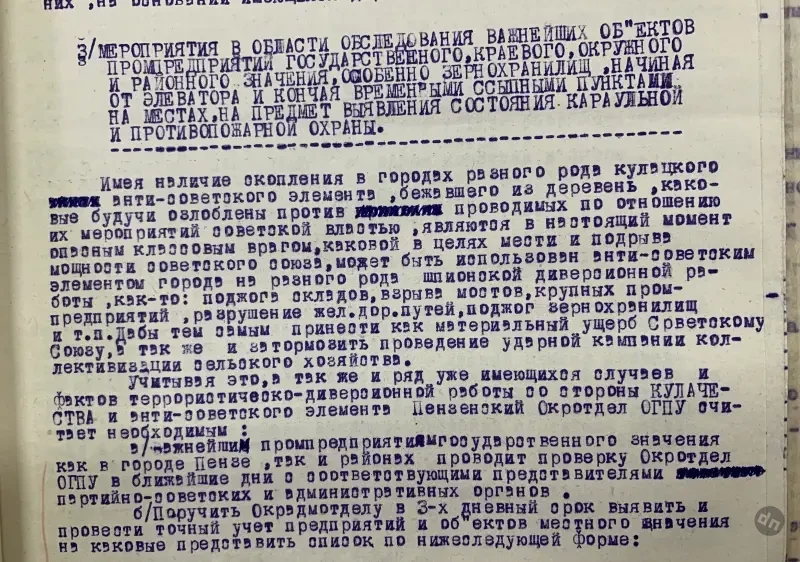 них ,на основании имеющихся
3/МЕРОПРИЯТИЯ В ОБЛАСТИ ОБСЛЕДОВАНИЯ ВАЖНЕЙШИХ ОБ"ЕКТОВ
ПРОМПРЕДПРИЯТИЙ ГОСУДАРСТВЕННОГО,КРАЕВОГО,ОКРУЖНОГО
И РАЙОННОГО ЗНАЧЕНИЯ,ОСОБЕННО ЗЕРНОХРАНИЛИЩ ,НАЧИНАЯ
ОТ ЭЛЕВАТОРА И КОНЧАЯ ВРЕМЕННЫМИ ССЫПНЫМИ ПУНКТАМИ
НА МЕСТАХ,НА ПРЕДМЕТ ВЫЯВЛЕНИЯ СОСТОЯНИЯ КАРАУЛЬНОЙ
И ПРОТИВОПОЖАРНОЙ ОХРАНЫ.
Имея наличие скопления в городах разного рода кулацкого
анти-советского элемента ,бежавшего из деревень ,како-
вые будучи озлоблены против проводимых по отношению
их мероприятий советской властью ,являются в настоящий момент
опасным классовым врагом,каковой в целях мести и подрыва
мощности советского союза,может быть использован анти-советским
элементом города на разного рода шпионской диверсионной ра-
боты ,как-то: поджога складов,взрыва мостов,крупных пром-
предприятий ,разрушение жел.дор.путей,поджог зернохранилищ
и т.п.Дабы тем самым принести как материальный ущерб Советскому
Союзу,а так же и затормозить проведение ударной кампании кол-
лективизации сельского хозяйства.
Учитывая это,а так же и ряд уже имеющихся случаев и
фактов террористическо-диверсионной работы со стороны КУЛАЧЕ-
СТВА и анти-советского элемента Пензенский Окротдел ОГПУ счи-
тает необходимым :
а/важнейшим промпредприятиямгосударственного значения
как в городе Пензе ,так и районах проводит проверку Окротдел
ОГПУ в ближайшие дни с соответствующими представителями
партийно-советских и административных органов .
б/Поручить Окрадмотделу в 3-х дневный срок выявить и
провести точный учет предприятий и об"ектов местного значения
на каковые представить список по нижеследующей форме:
dn